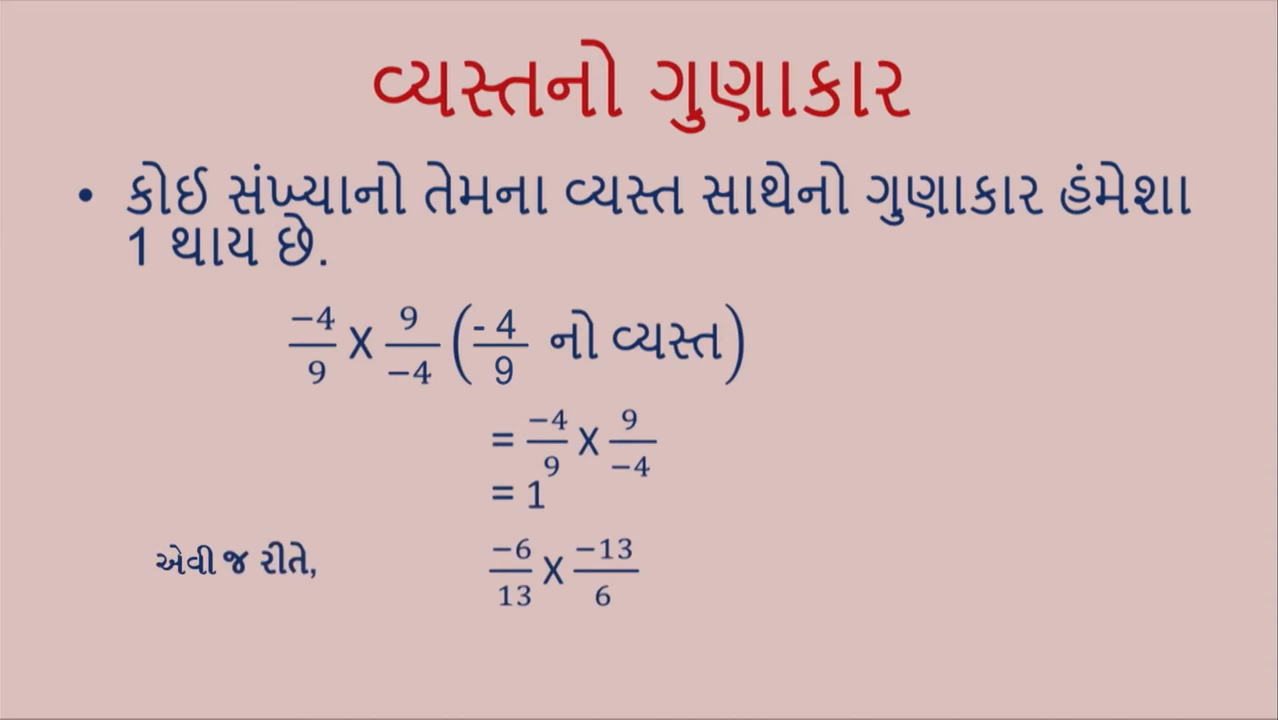 વ્યસ્તનો ગુણાકાર
• કોઈ સંખ્યાનો તેમના વ્યસ્ત સાથેનો ગુણાકાર હંમેશા
1 થાય છે.
−4/9 X 9/−4 (- 4/9 નો વ્યસ્ત)
= −4/9 X 9/−4
= 1
એવી જ રીતે, −6/13 X −13/6